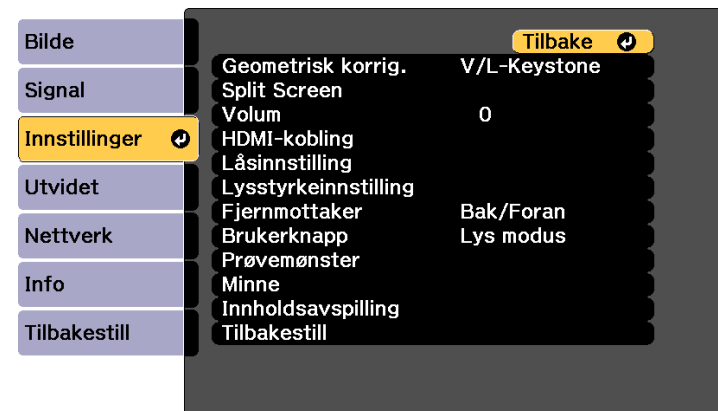 Bilde
Signal
Innstillinger
Utvidet
Nettverk
Info
Tilbakestill
Tilbake
Geometrisk korrig. V/L-Keystone
Split Screen
Volum 0
HDMI-kobling
Låsinnstilling
Lysstyrkeinnstilling
Fjernmottaker Bak/Foran
Brukerknapp Lys modus
Prøvemønster
Minne
Innholdsavspilling
Tilbakestill